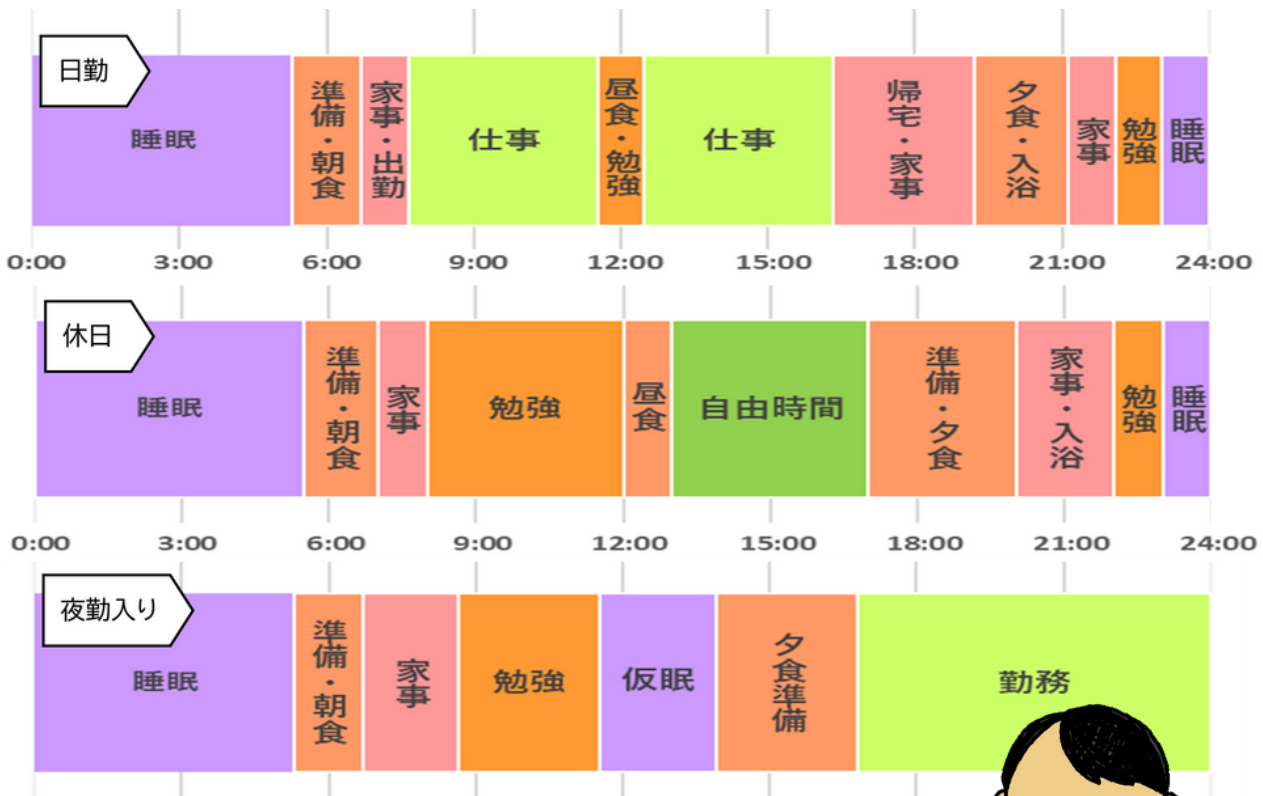 日勤
睡眠
準備・朝食
家事・出勤
仕事
昼食・勉強
仕事
帰宅・家事
夕食・入浴
家事
勉強
睡眠
0:00 3:00 6:00 9:00 12:00 15:00 18:00 21:00 24:00
休日
睡眠
準備・朝食
家事
勉強
昼食
自由時間
準備・夕食
家事・入浴
勉強
睡眠
0:00 3:00 6:00 9:00 12:00 15:00 18:00 21:00 24:00
夜勤入り
睡眠
準備・朝食
家事
勉強
仮眠
夕食準備
勤務